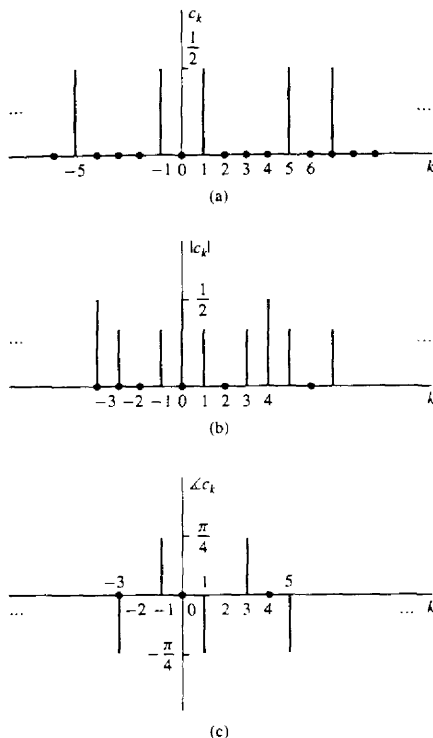 c_k
1/2
... ...
-5 -1 0 1 2 3 4 5 6 k
(a)
|c_k|
1/2
... ...
-3 -2 -1 0 1 2 3 4 k
(b)
∡c_k
π/4
-3 1 5
... -2 -1 0 2 3 4 ... k
-π/4
(c)